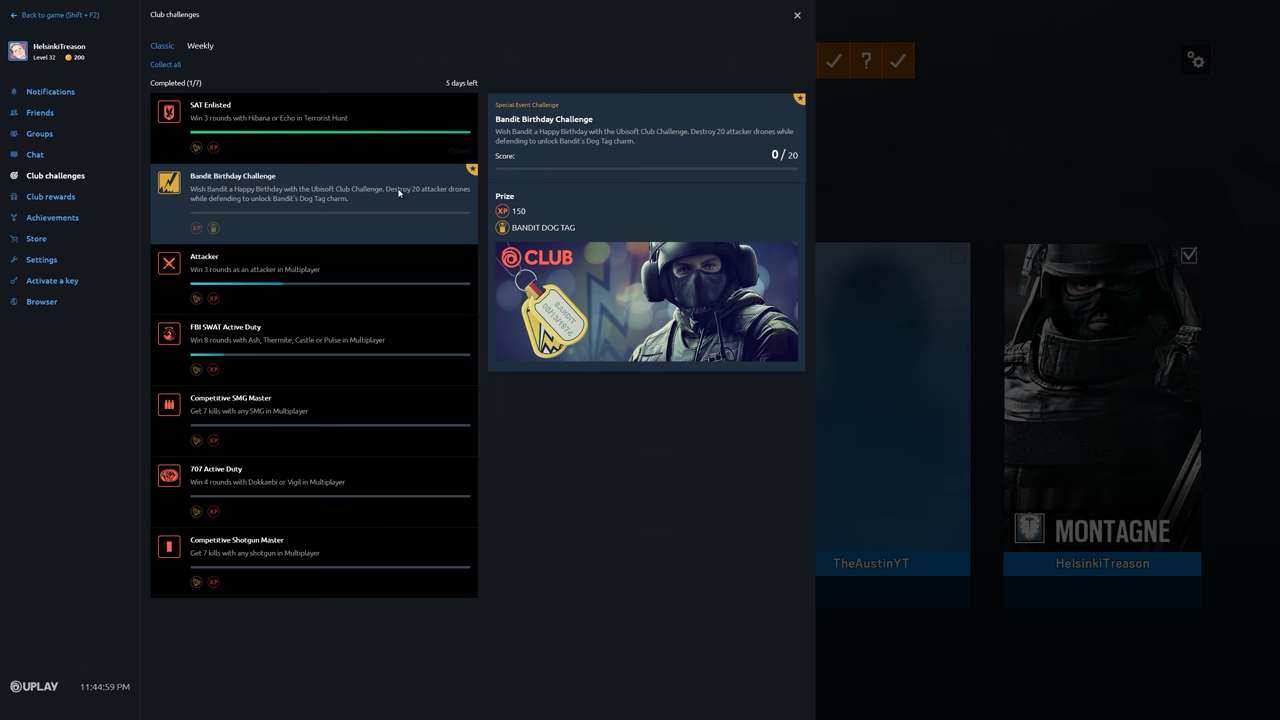 Back to game (Shift + F2)
HelsinkiTreason
Level 32 200
Notifications
Friends
Groups
Chat
Club challenges
Club rewards
Achievements
Store
Settings
Activate a key
Browser
UPLAY 11:44:59 PM
Club challenges
Classic Weekly
Collect all
Completed (1/7) 5 days left
SAT Enlisted
Win 3 rounds with Hibana or Echo in Terrorist Hunt
XP
Collect
Bandit Birthday Challenge
Wish Bandit a Happy Birthday with the Ubisoft Club Challenge. Destroy 20 attacker drones
while defending to unlock Bandit's Dog Tag charm.
XP
Attacker
Win 3 rounds as an attacker in Multiplayer
XP
FBI SWAT Active Duty
Win 8 rounds with Ash, Thermite, Castle or Pulse in Multiplayer
XP
Competitive SMG Master
Get 7 kills with any SMG in Multiplayer
XP
707 Active Duty
Win 4 rounds with Dokkaebi or Vigil in Multiplayer
XP
Competitive Shotgun Master
Get 7 kills with any shotgun in Multiplayer
XP
Special Event Challenge
Bandit Birthday Challenge
Wish Bandit a Happy Birthday with the Ubisoft Club Challenge. Destroy 20 attacker drones while
defending to unlock Bandit's Dog Tag charm.
Score: 0 / 20
Prize
XP 150
BANDIT DOG TAG
CLUB
BANDIT
08/13/1974
?
TheAustinYT
MONTAGNE
HelsinkiTreason